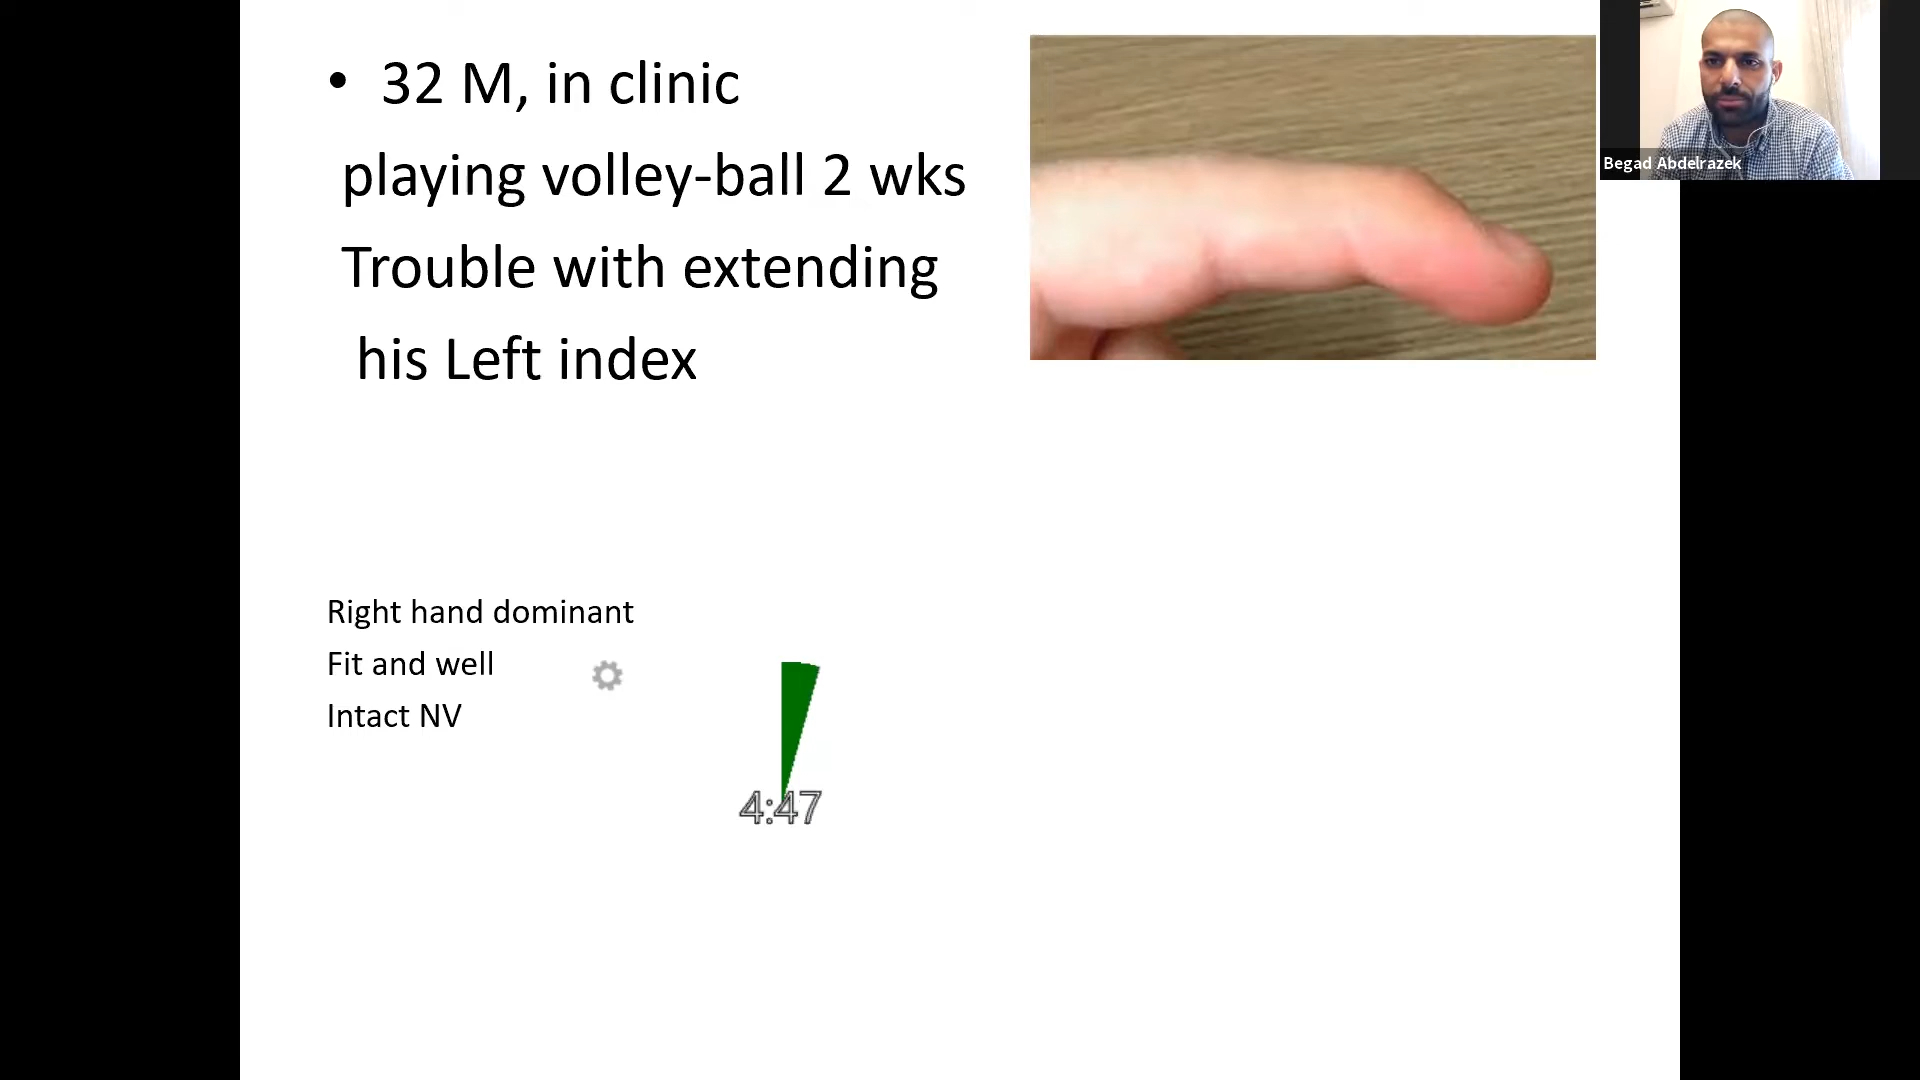 • 32 M, in clinic
playing volley-ball 2 wks
Trouble with extending
his Left index
Right hand dominant
Fit and well
Intact NV
4:47
Begad Abdelrazek